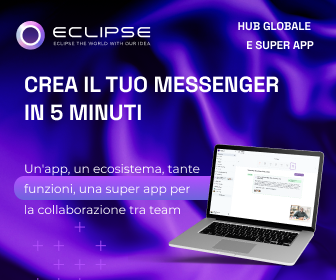 ECLIPSE
ECLIPSE THE WORLD WITH OUR IDEA
HUB GLOBALE
E SUPER APP
CREA IL TUO MESSENGER
IN 5 MINUTI
Un'app, un ecosistema, tante
funzioni, una super app per
la collaborazione tra team